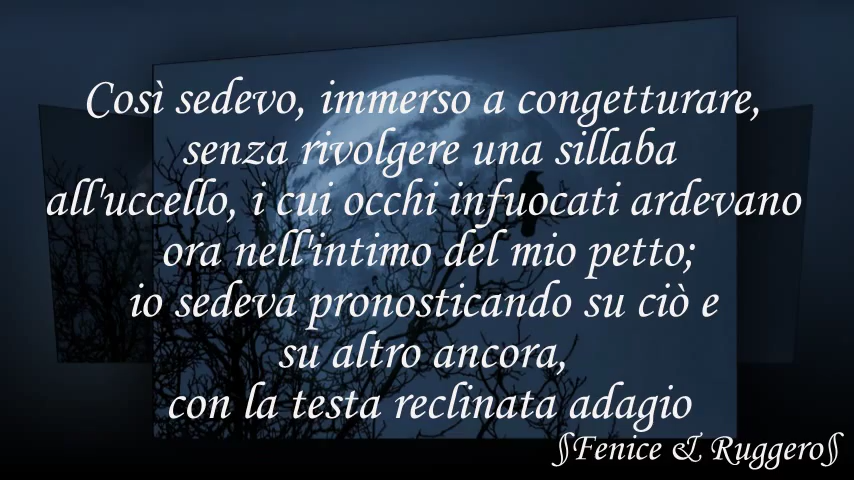 Così sedevo, immerso a congetturare,
senza rivolgere una sillaba
all'uccello, i cui occhi infuocati ardevano
ora nell'intimo del mio petto;
io sedeva pronosticando su ciò e
su altro ancora,
con la testa reclinata adagio
§Fenice & Ruggero§